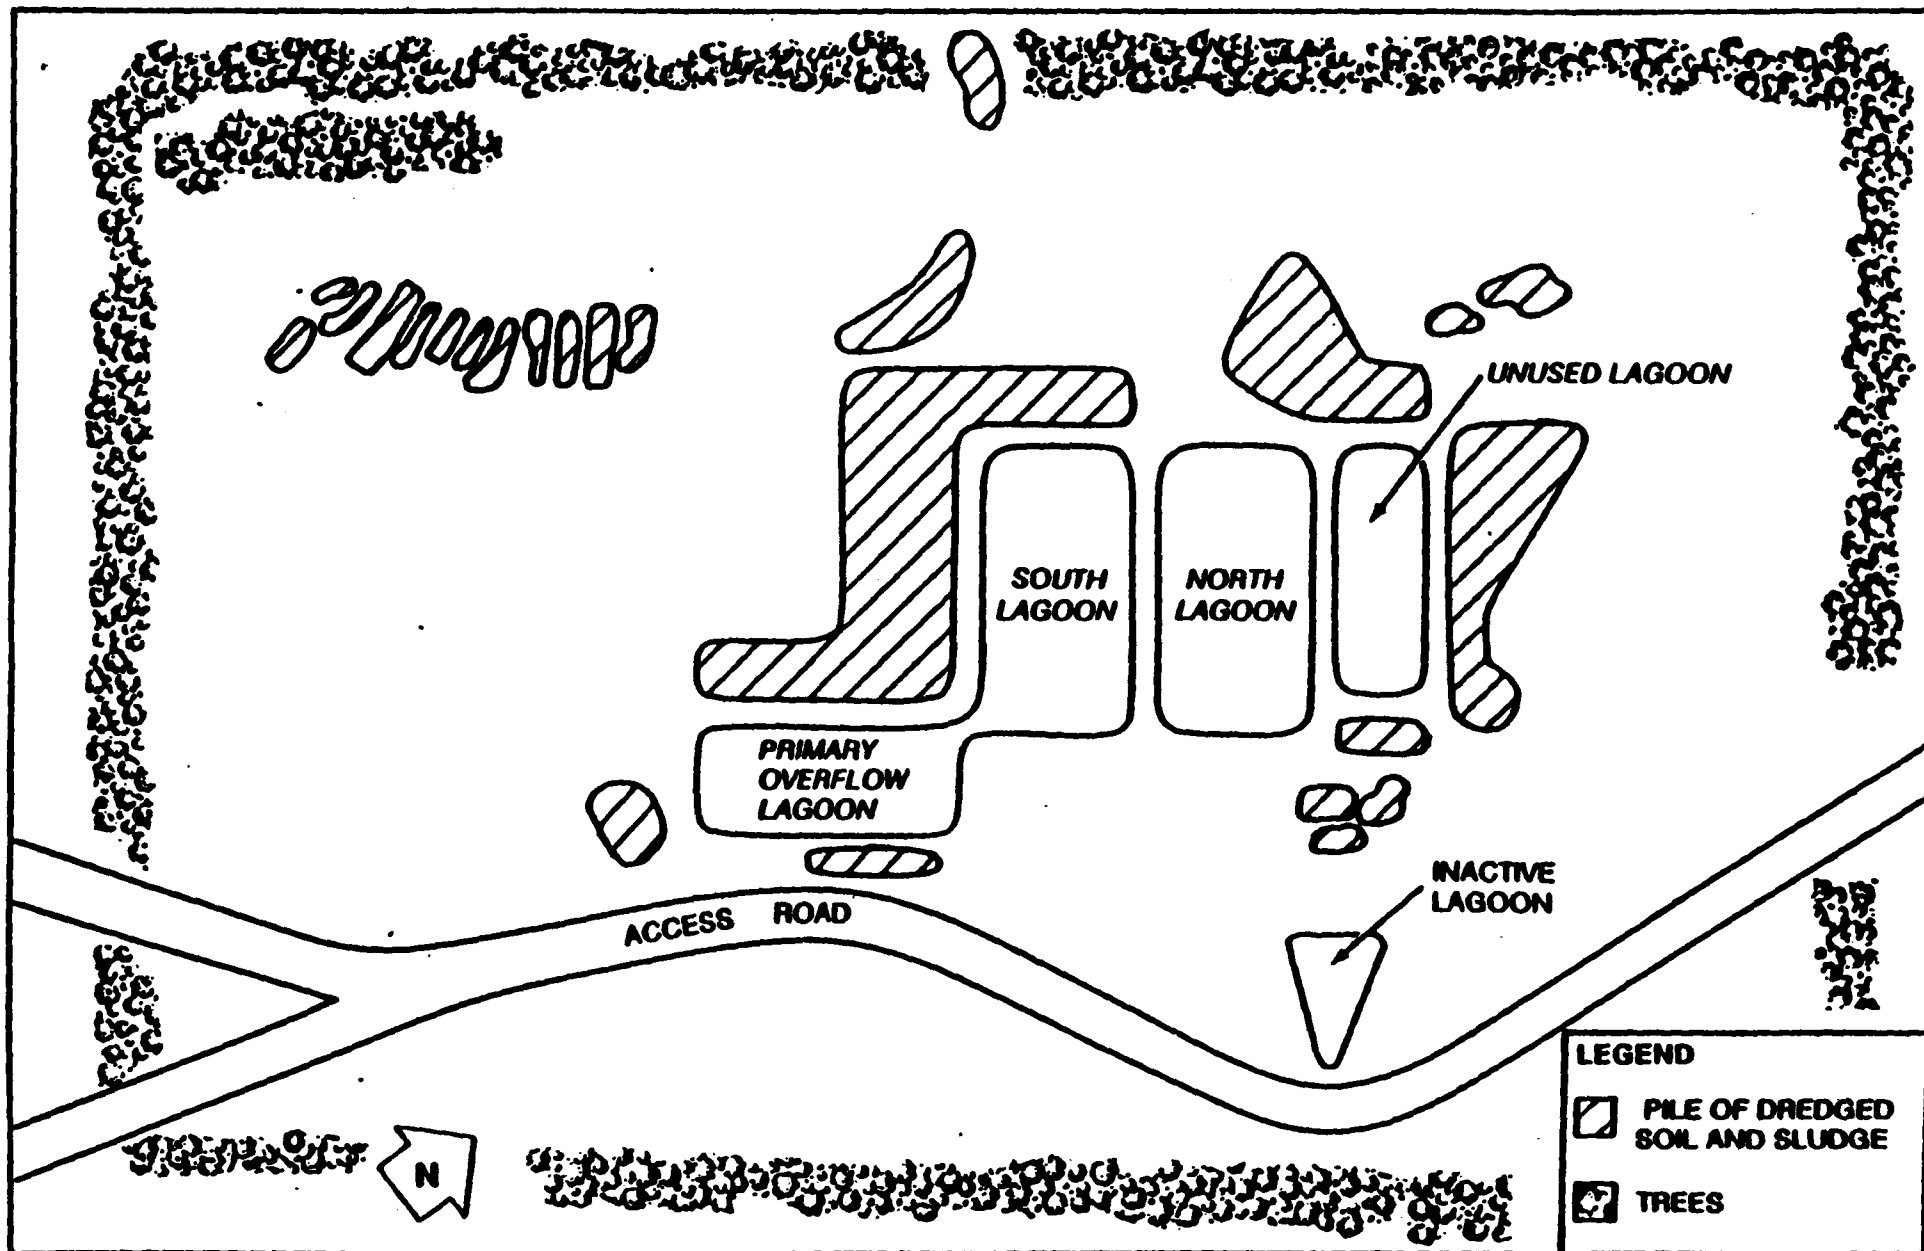 UNUSED LAGOON
SOUTH
LAGOON
NORTH
LAGOON
PRIMARY
OVERFLOW
LAGOON
INACTIVE
LAGOON
ACCESS ROAD
N
LEGEND
PILE OF DREDGED
SOIL AND SLUDGE
TREES